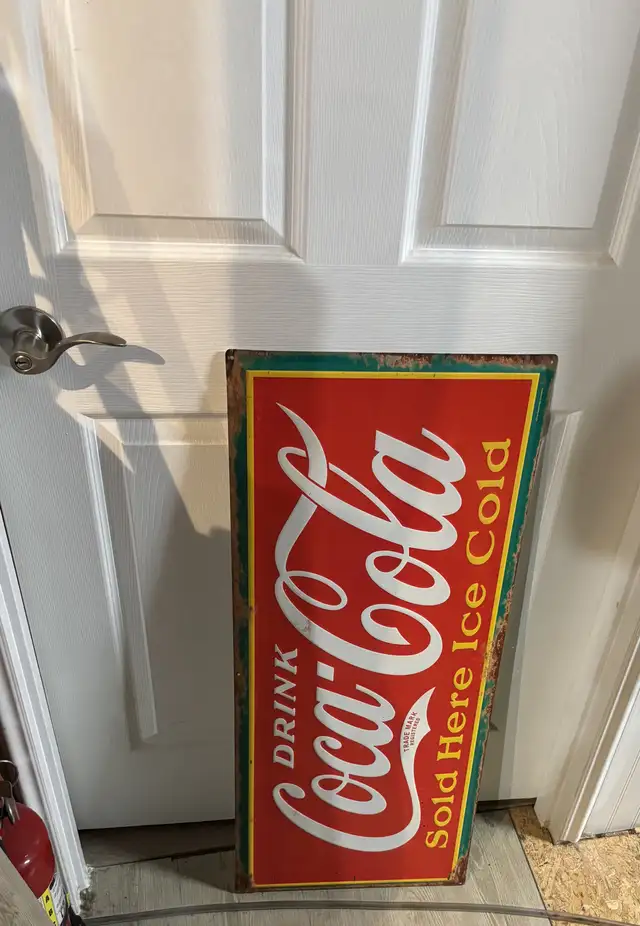 DRINK
Coca-Cola
TRADE MARK
REGISTERED
Sold Here Ice Cold